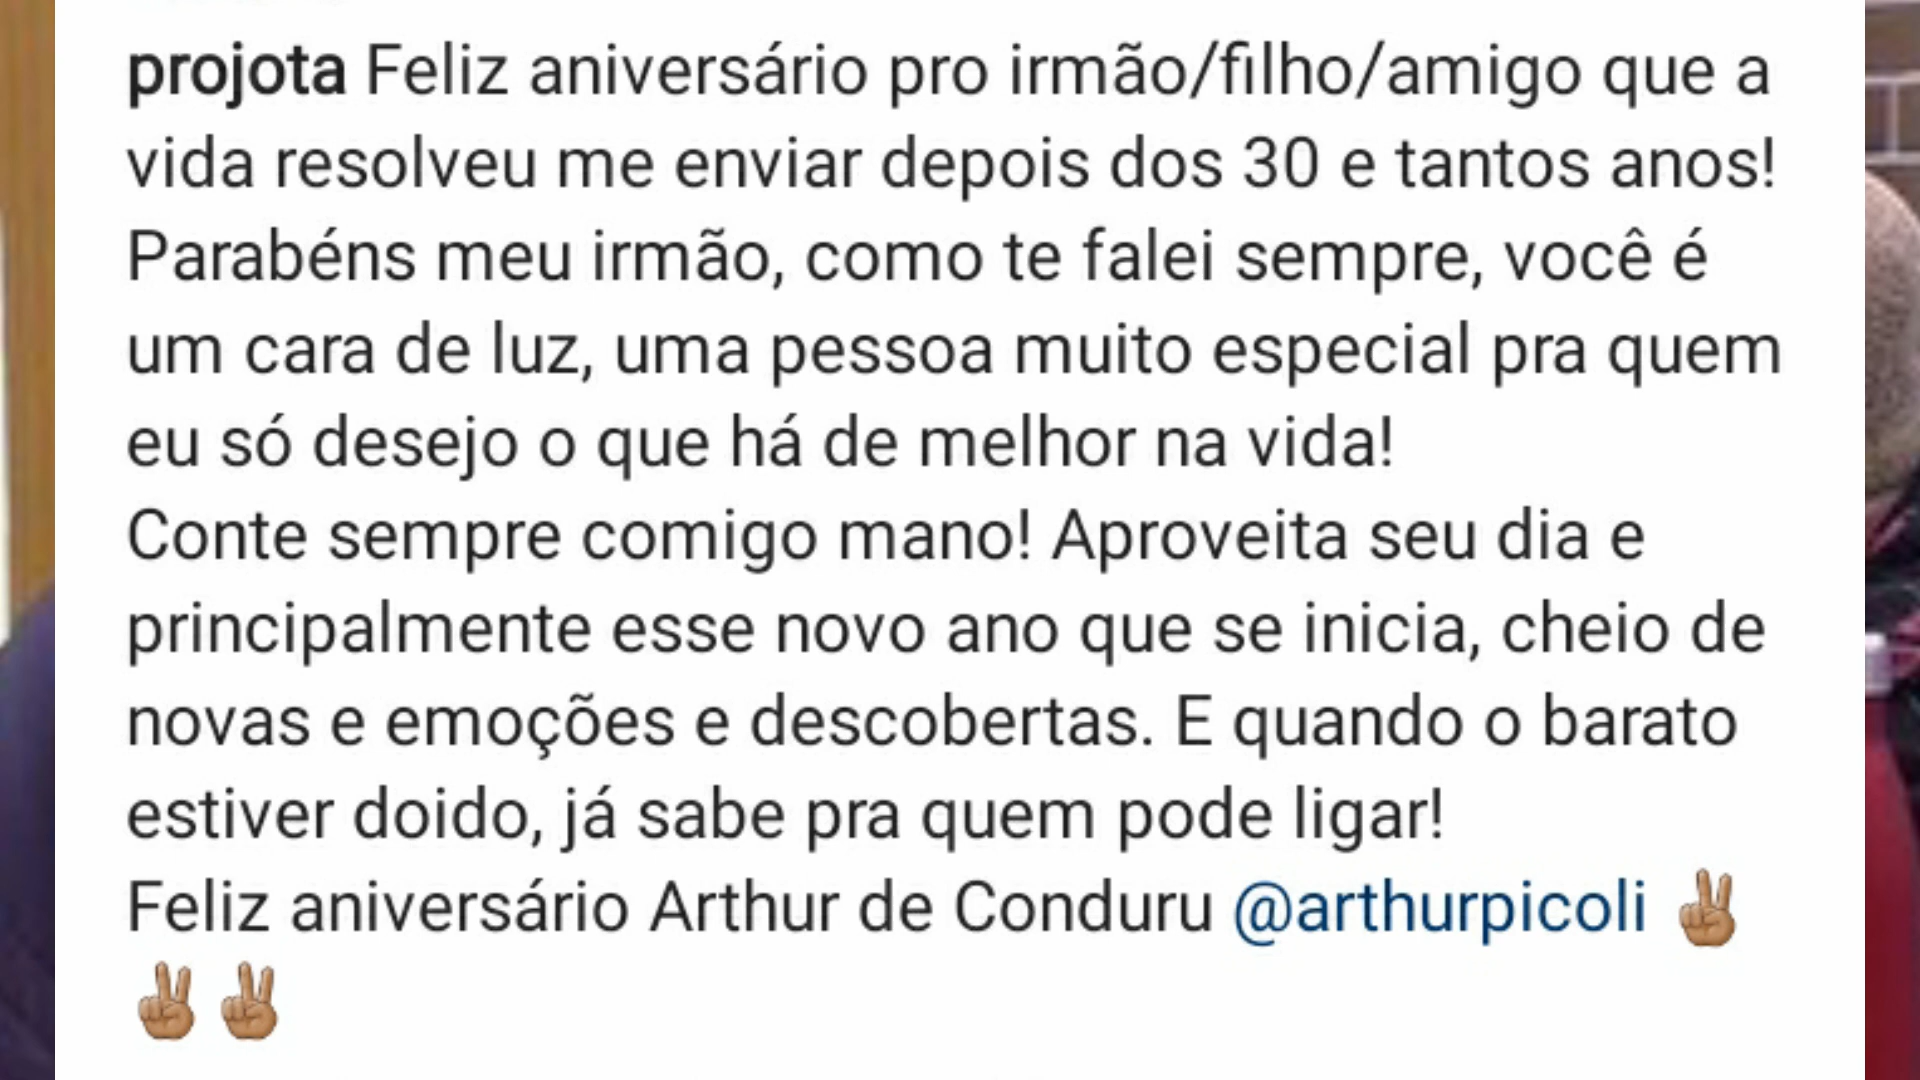 projota Feliz aniversário pro irmão/filho/amigo que a
vida resolveu me enviar depois dos 30 e tantos anos!
Parabéns meu irmão, como te falei sempre, você é
um cara de luz, uma pessoa muito especial pra quem
eu só desejo o que há de melhor na vida!
Conte sempre comigo mano! Aproveita seu dia e
principalmente esse novo ano que se inicia, cheio de
novas e emoções e descobertas. E quando o barato
estiver doido, já sabe pra quem pode ligar!
Feliz aniversário Arthur de Conduru @arthurpicoli ✌🏽
✌🏽✌🏽